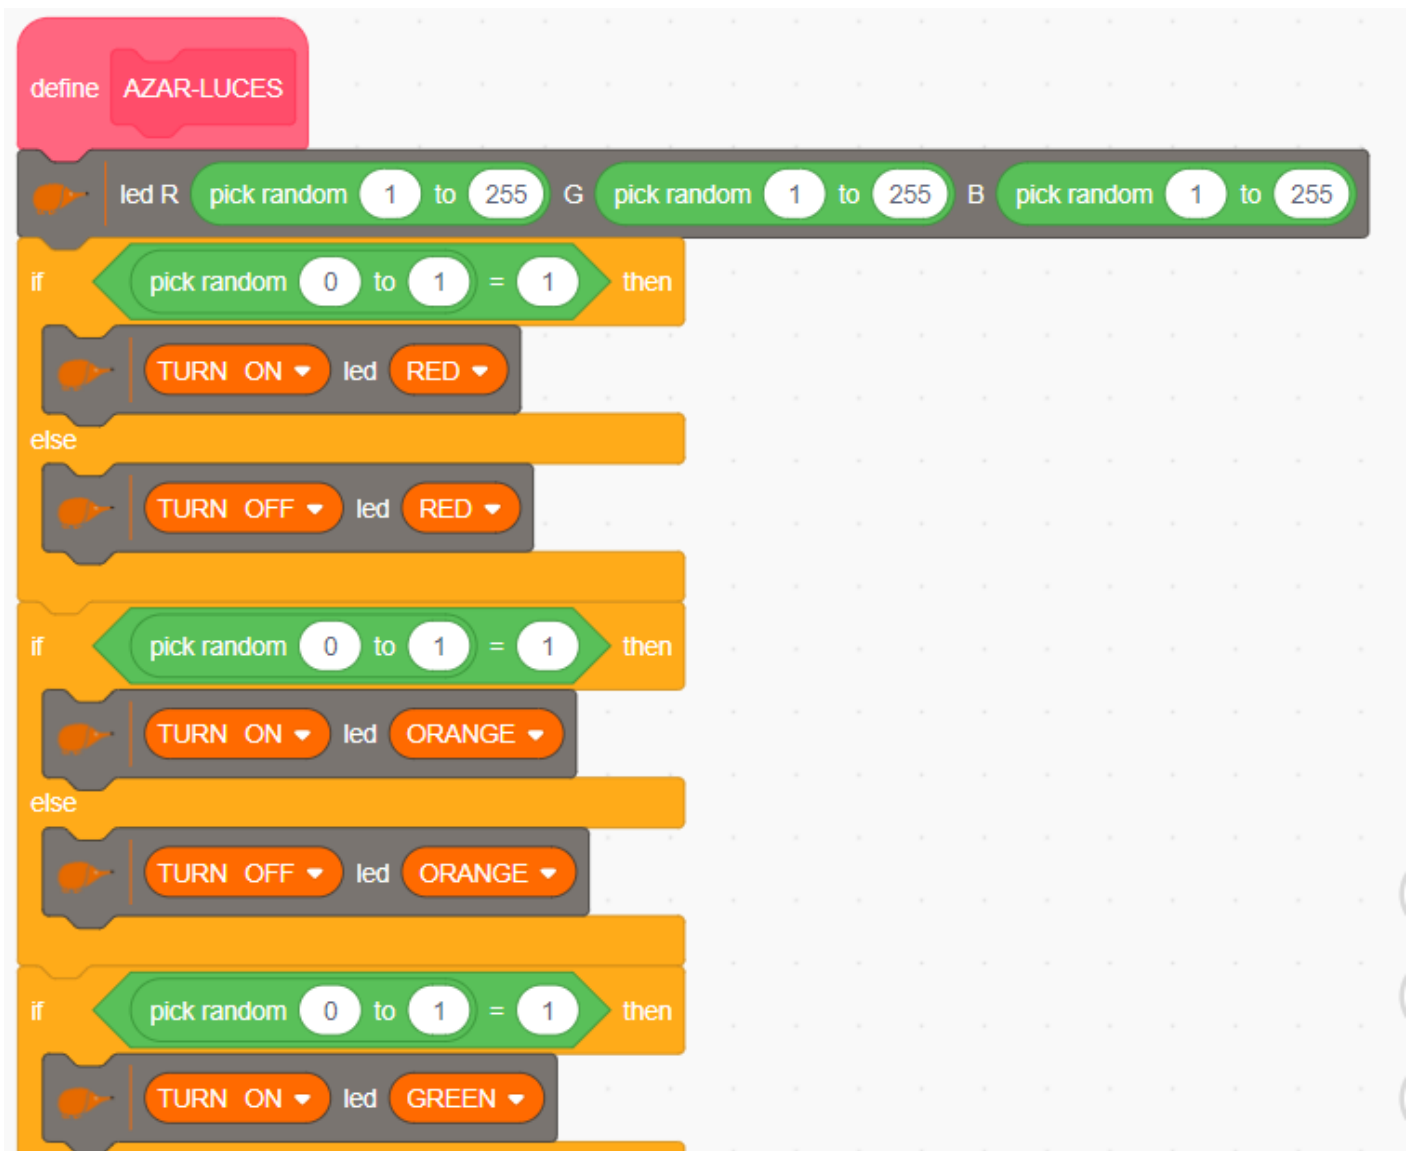 define AZAR-LUCES
led R pick random 1 to 255 G pick random 1 to 255 B pick random 1 to 255
if pick random 0 to 1 = 1 then
TURN ON led RED
else
TURN OFF led RED
if pick random 0 to 1 = 1 then
TURN ON led ORANGE
else
TURN OFF led ORANGE
if pick random 0 to 1 = 1 then
TURN ON led GREEN